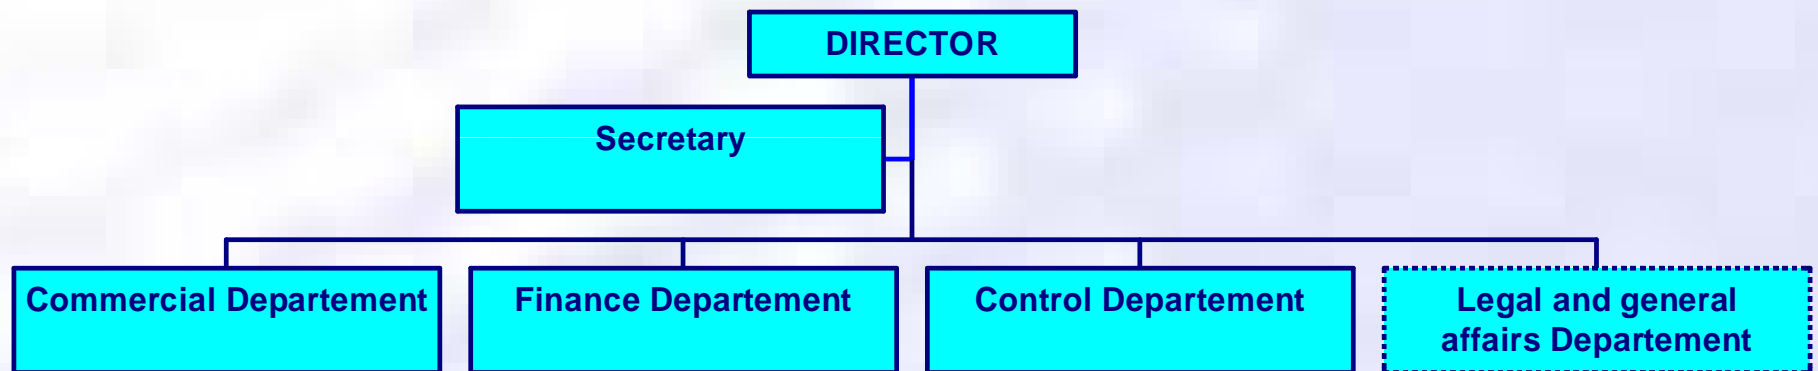 DIRECTOR
Secretary
Commercial Departement
Finance Departement
Control Departement
Legal and general
affairs Departement